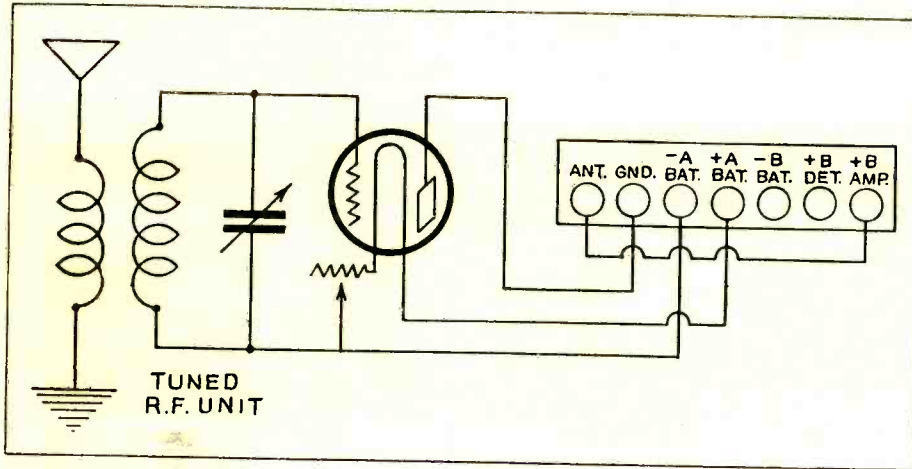 ANT. GND. -A BAT. +A BAT. -B BAT. +B DET. +B AMP.
TUNED
R.F. UNIT